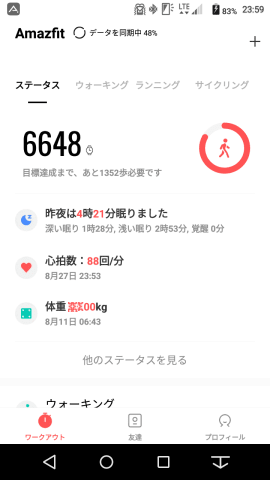 LTE 83% 23:59
Amazfit データを同期中 48%
ステータス ウォーキング ランニング サイクリング
6648
目標達成まで、あと1352歩必要です
昨夜は4時21分眠りました
深い眠り 1時28分, 浅い眠り 2時53分, 覚醒 0分
心拍数：88回/分
8月27日 23:53
体重 00kg
8月11日 06:43
他のステータスを見る
ウォーキング
ワークアウト 友達 プロフィール